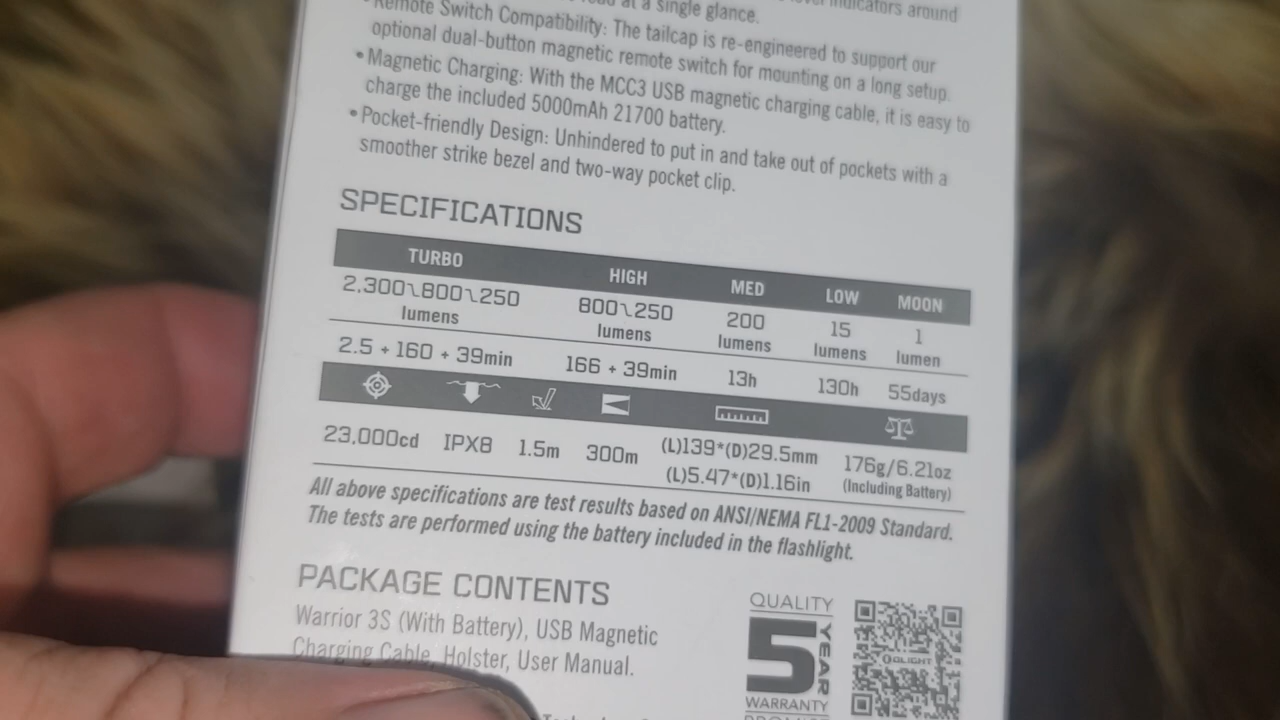 indicators around
at a single glance.
Remote Switch Compatibility: The tailcap is re-engineered to support our
optional dual-button magnetic remote switch for mounting on a long setup.
•Magnetic Charging: With the MCC3 USB magnetic charging cable, it is easy to
charge the included 5000mAh 21700 battery.
•Pocket-friendly Design: Unhindered to put in and take out of pockets with a
smoother strike bezel and two-way pocket clip.
SPECIFICATIONS
TURBO HIGH MED LOW MOON
2,300~800~250 800~250 200 15 1
lumens lumens lumens lumens lumen
2.5 + 160 + 39min 166 + 39min 13h 130h 55days
23,000cd IPX8 1.5m 300m (L)139*(D)29.5mm 176g/6.21oz
(L)5.47*(D)1.16in (Including Battery)
All above specifications are test results based on ANSI/NEMA FL1-2009 Standard.
The tests are performed using the battery included in the flashlight.
PACKAGE CONTENTS
Warrior 3S (With Battery), USB Magnetic
Charging Cable, Holster, User Manual.
QUALITY
5 YEAR
WARRANTY
OLIGHT